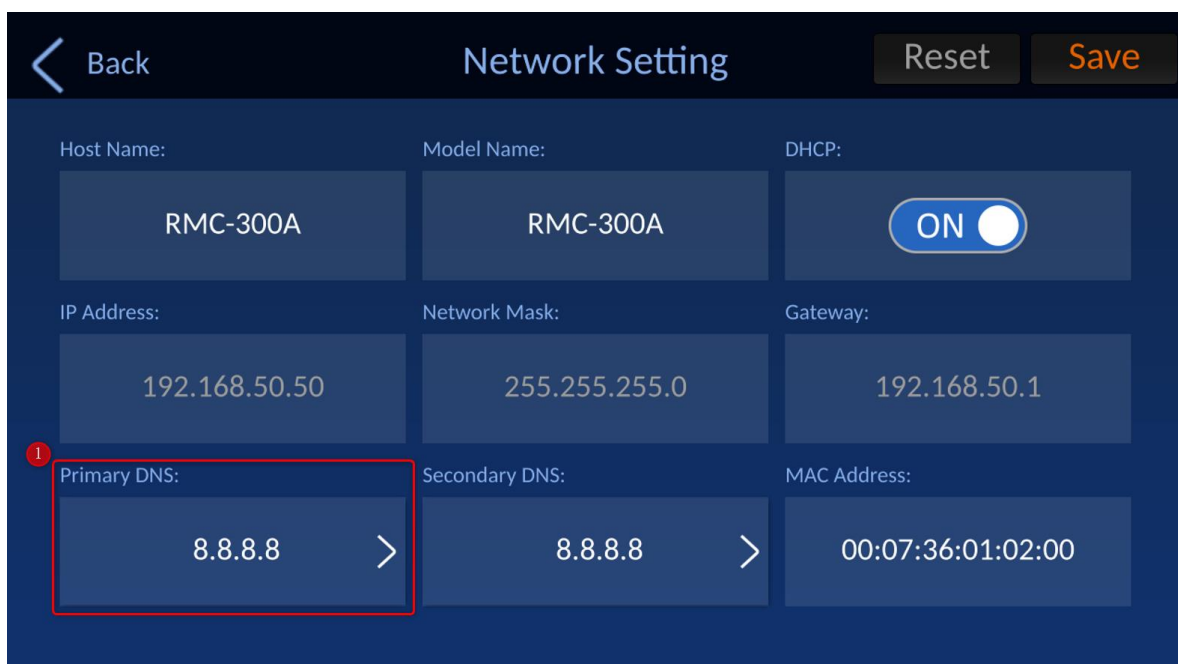 Back
Network Setting
Reset
Save
Host Name:
Model Name:
DHCP:
RMC-300A
RMC-300A
ON
IP Address:
Network Mask:
Gateway:
192.168.50.50
255.255.255.0
192.168.50.1
1
Primary DNS:
Secondary DNS:
MAC Address:
8.8.8.8
8.8.8.8
00:07:36:01:02:00